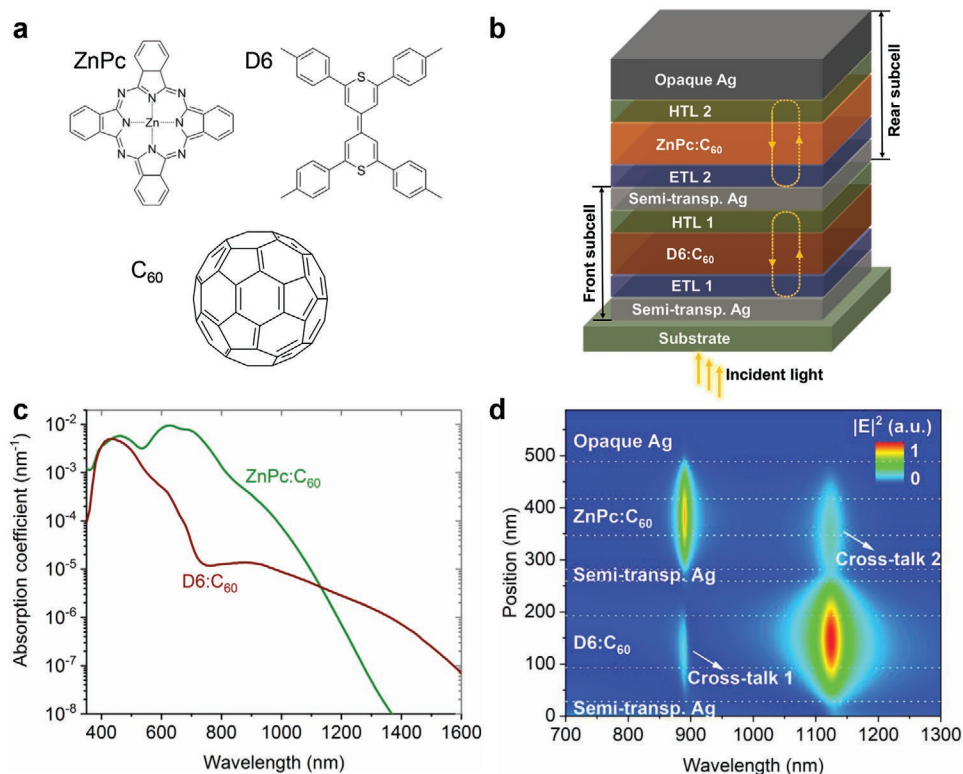 a
ZnPc
D6
N
N
N
N
N
Zn
N
N
N
S
S
C60
b
Opaque Ag
HTL 2
ZnPc:C60
ETL 2
Semi-transp. Ag
HTL 1
D6:C60
ETL 1
Semi-transp. Ag
Substrate
Incident light
Front subcell
Rear subcell
c
Absorption coefficient (nm⁻¹)
10⁻²
10⁻³
10⁻⁴
10⁻⁵
10⁻⁶
10⁻⁷
10⁻⁸
ZnPc:C60
D6:C60
400 600 800 1000 1200 1400 1600
Wavelength (nm)
d
Position (nm)
500
400
300
200
100
0
Opaque Ag
|E|² (a.u.)
1
0
ZnPc:C60
Cross-talk 2
Semi-transp. Ag
D6:C60
Cross-talk 1
Semi-transp. Ag
700 800 900 1000 1100 1200 1300
Wavelength (nm)